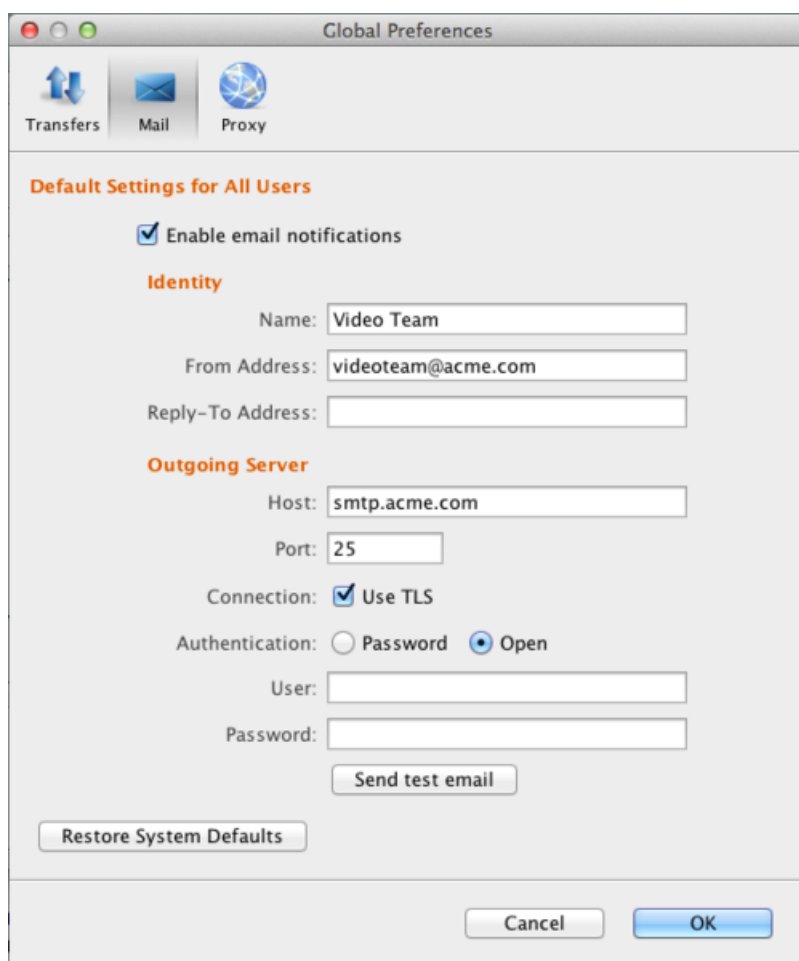 Global Preferences
Transfers Mail Proxy
Default Settings for All Users
Enable email notifications
Identity
Name: Video Team
From Address: videoteam@acme.com
Reply-To Address:
Outgoing Server
Host: smtp.acme.com
Port: 25
Connection: Use TLS
Authentication: Password Open
User:
Password:
Send test email
Restore System Defaults
Cancel OK